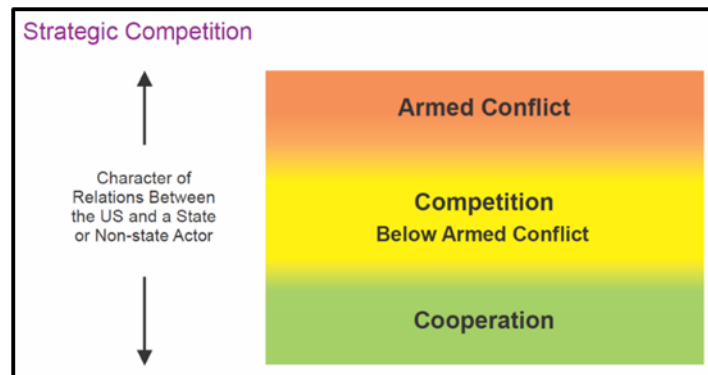 Strategic Competition
Armed Conflict
Character of
Relations Between
the US and a State
or Non-state Actor
Competition
Below Armed Conflict
Cooperation